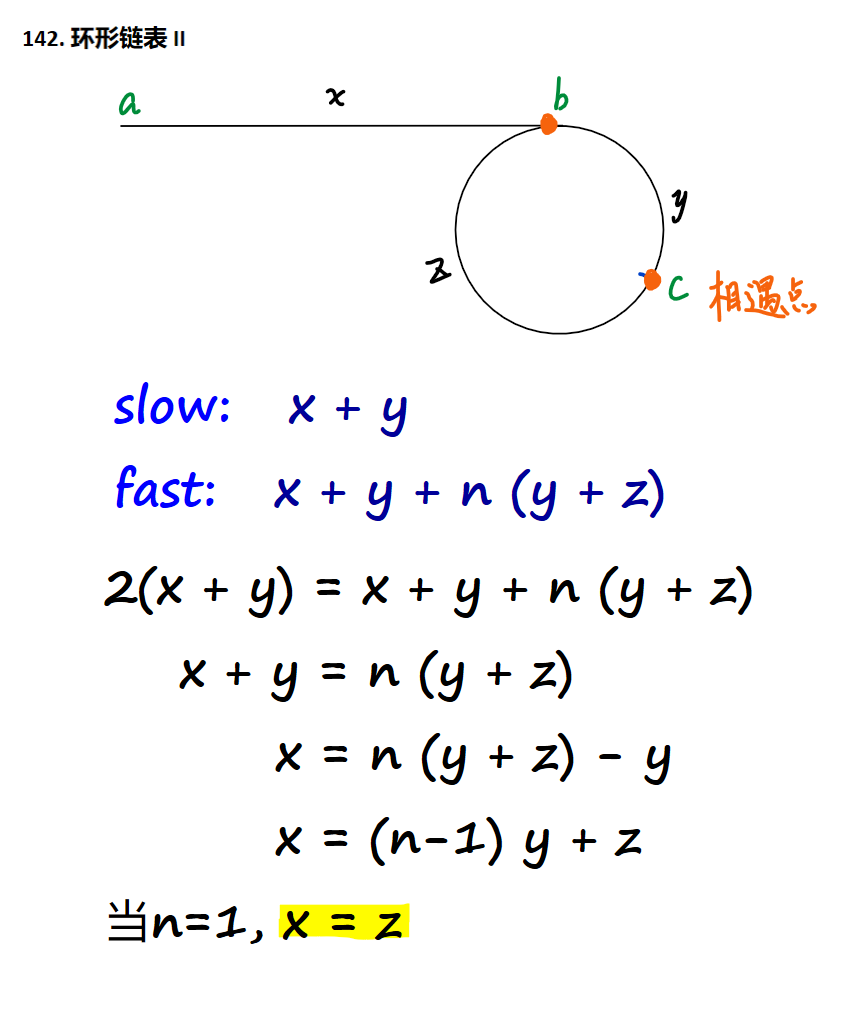 142. 环形链表 II
a
x
b
y
z
c 相遇点
slow: x + y
fast: x + y + n (y + z)
2(x + y) = x + y + n (y + z)
x + y = n (y + z)
x = n (y + z) - y
x = (n-1) y + z
当n=1, x = z